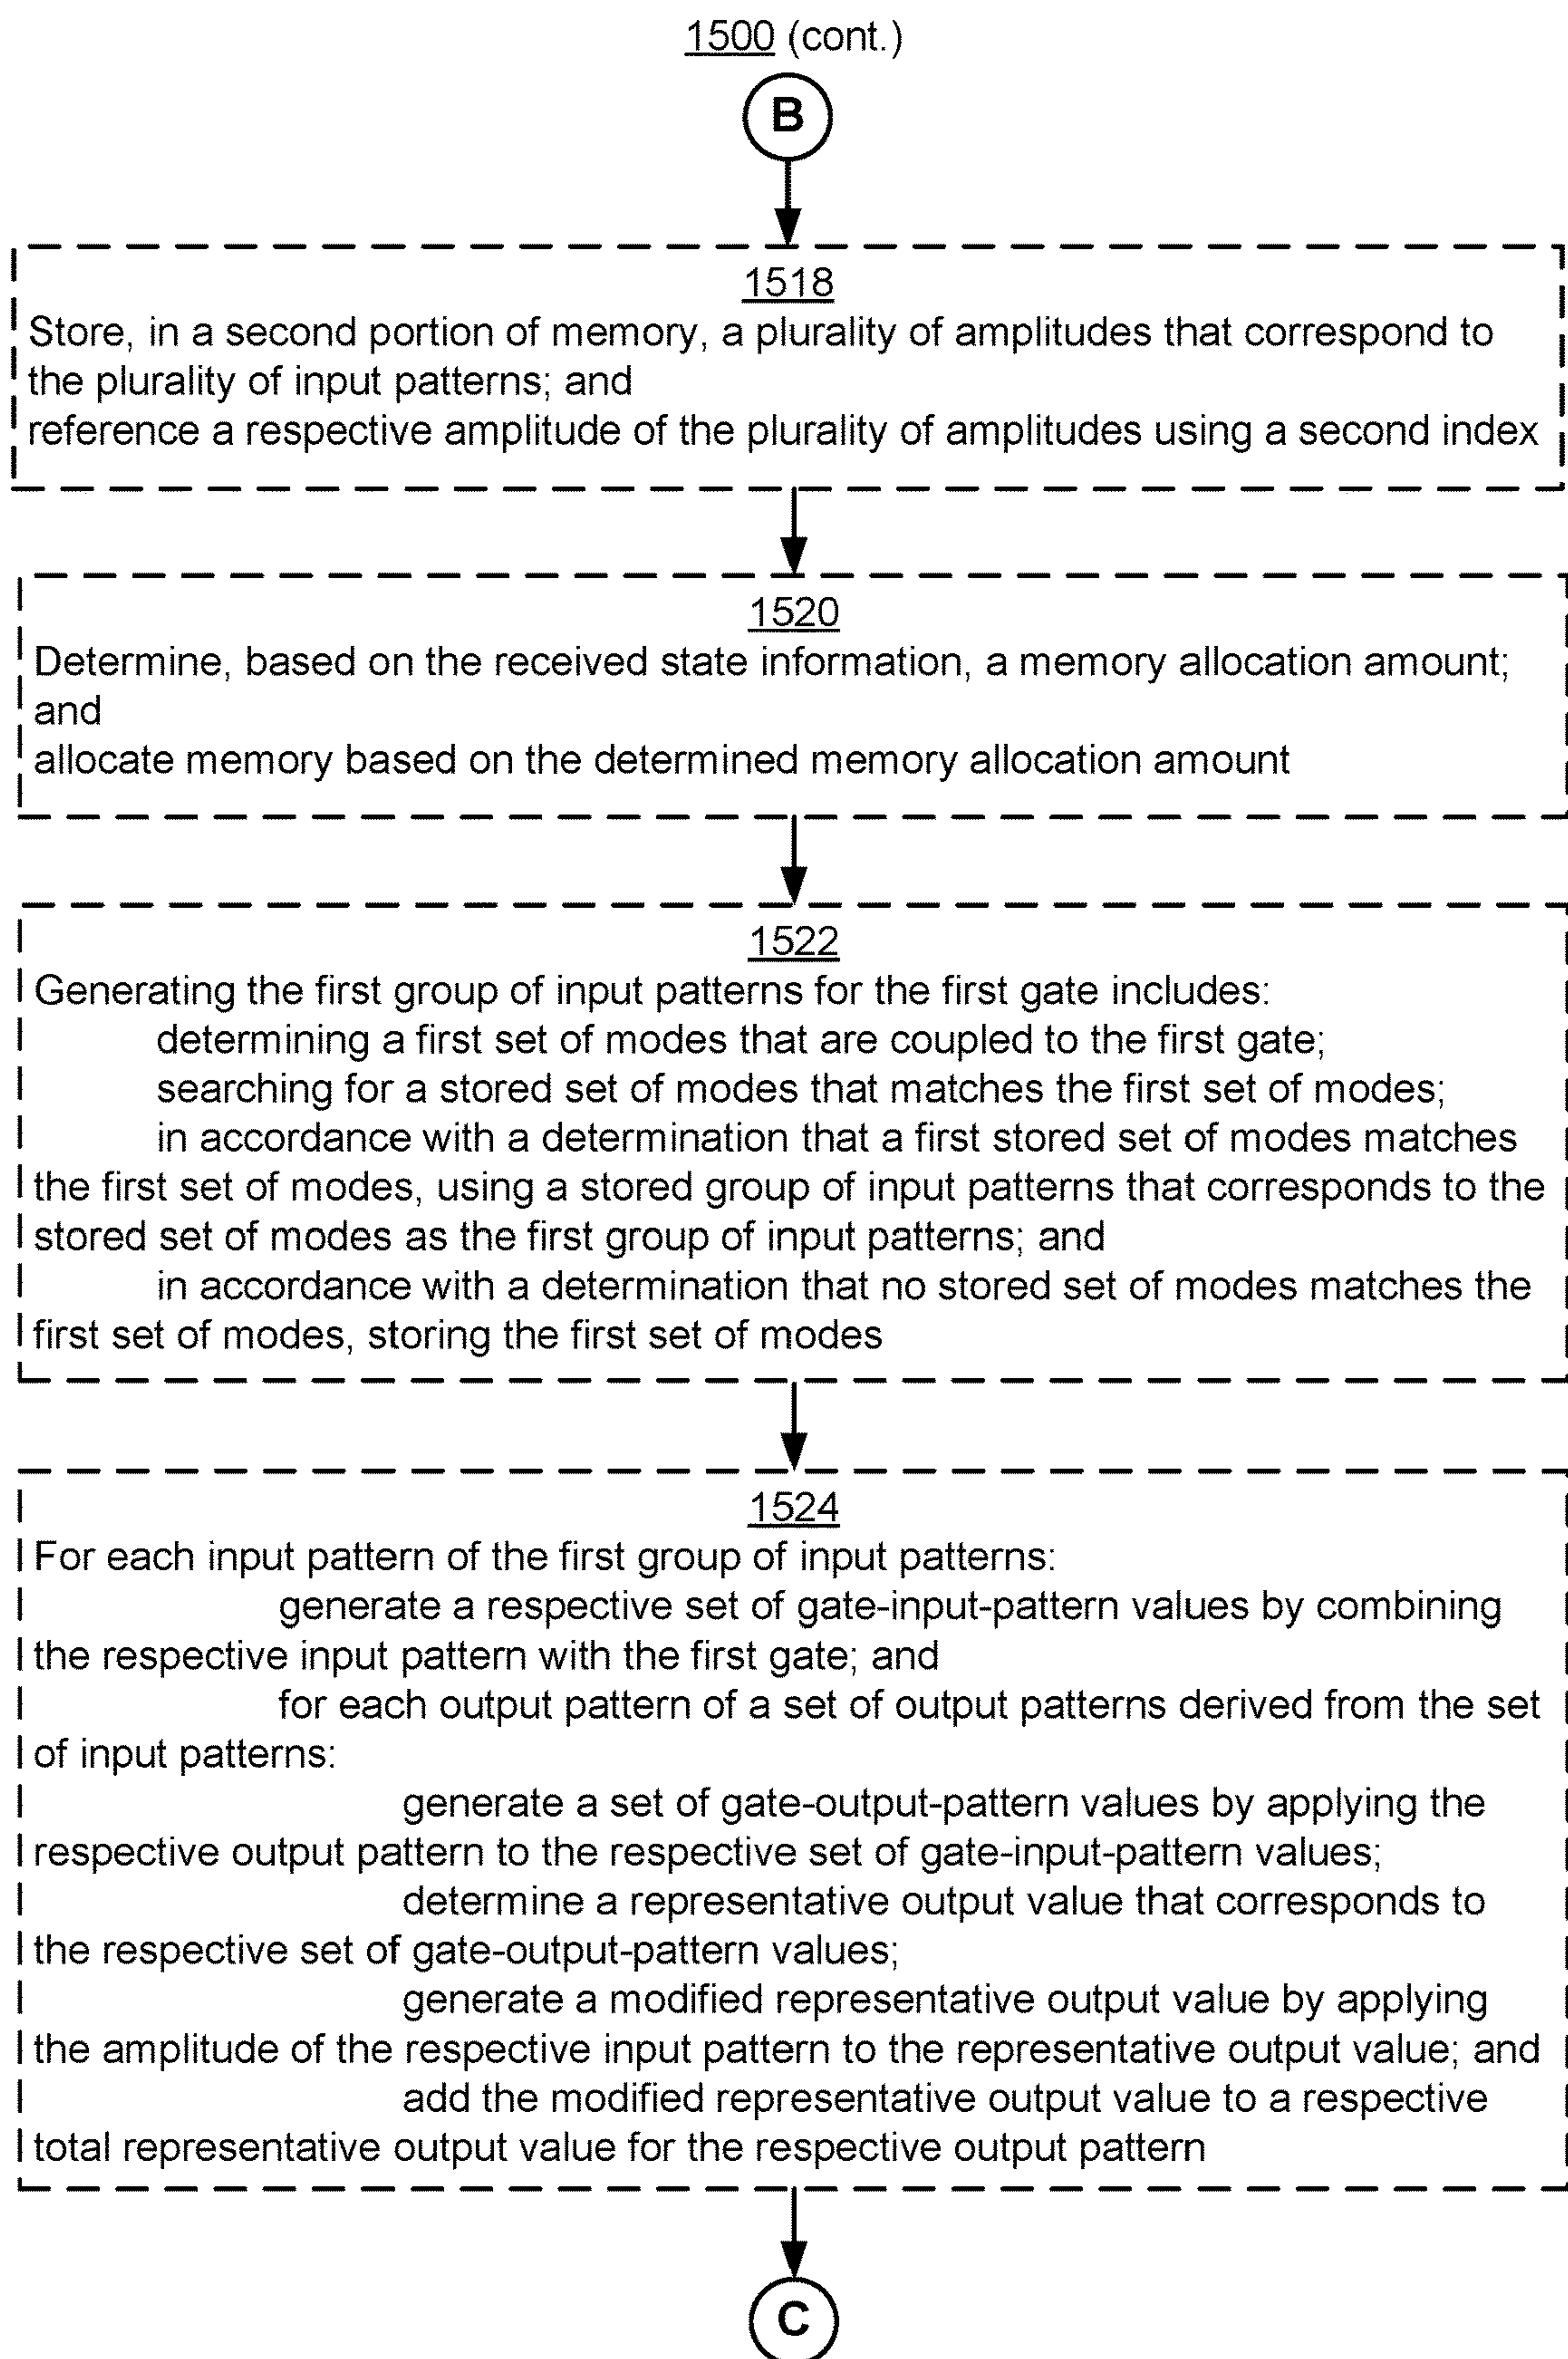 1500 (cont.)
B
1518
Store, in a second portion of memory, a plurality of amplitudes that correspond to
the plurality of input patterns; and
reference a respective amplitude of the plurality of amplitudes using a second index
1520
Determine, based on the received state information, a memory allocation amount;
and
allocate memory based on the determined memory allocation amount
1522
Generating the first group of input patterns for the first gate includes:
determining a first set of modes that are coupled to the first gate;
searching for a stored set of modes that matches the first set of modes;
in accordance with a determination that a first stored set of modes matches
the first set of modes, using a stored group of input patterns that corresponds to the
stored set of modes as the first group of input patterns; and
in accordance with a determination that no stored set of modes matches the
first set of modes, storing the first set of modes
1524
For each input pattern of the first group of input patterns:
generate a respective set of gate-input-pattern values by combining
the respective input pattern with the first gate; and
for each output pattern of a set of output patterns derived from the set
of input patterns:
generate a set of gate-output-pattern values by applying the
respective output pattern to the respective set of gate-input-pattern values;
determine a representative output value that corresponds to
the respective set of gate-output-pattern values;
generate a modified representative output value by applying
the amplitude of the respective input pattern to the representative output value; and
add the modified representative output value to a respective
total representative output value for the respective output pattern
C